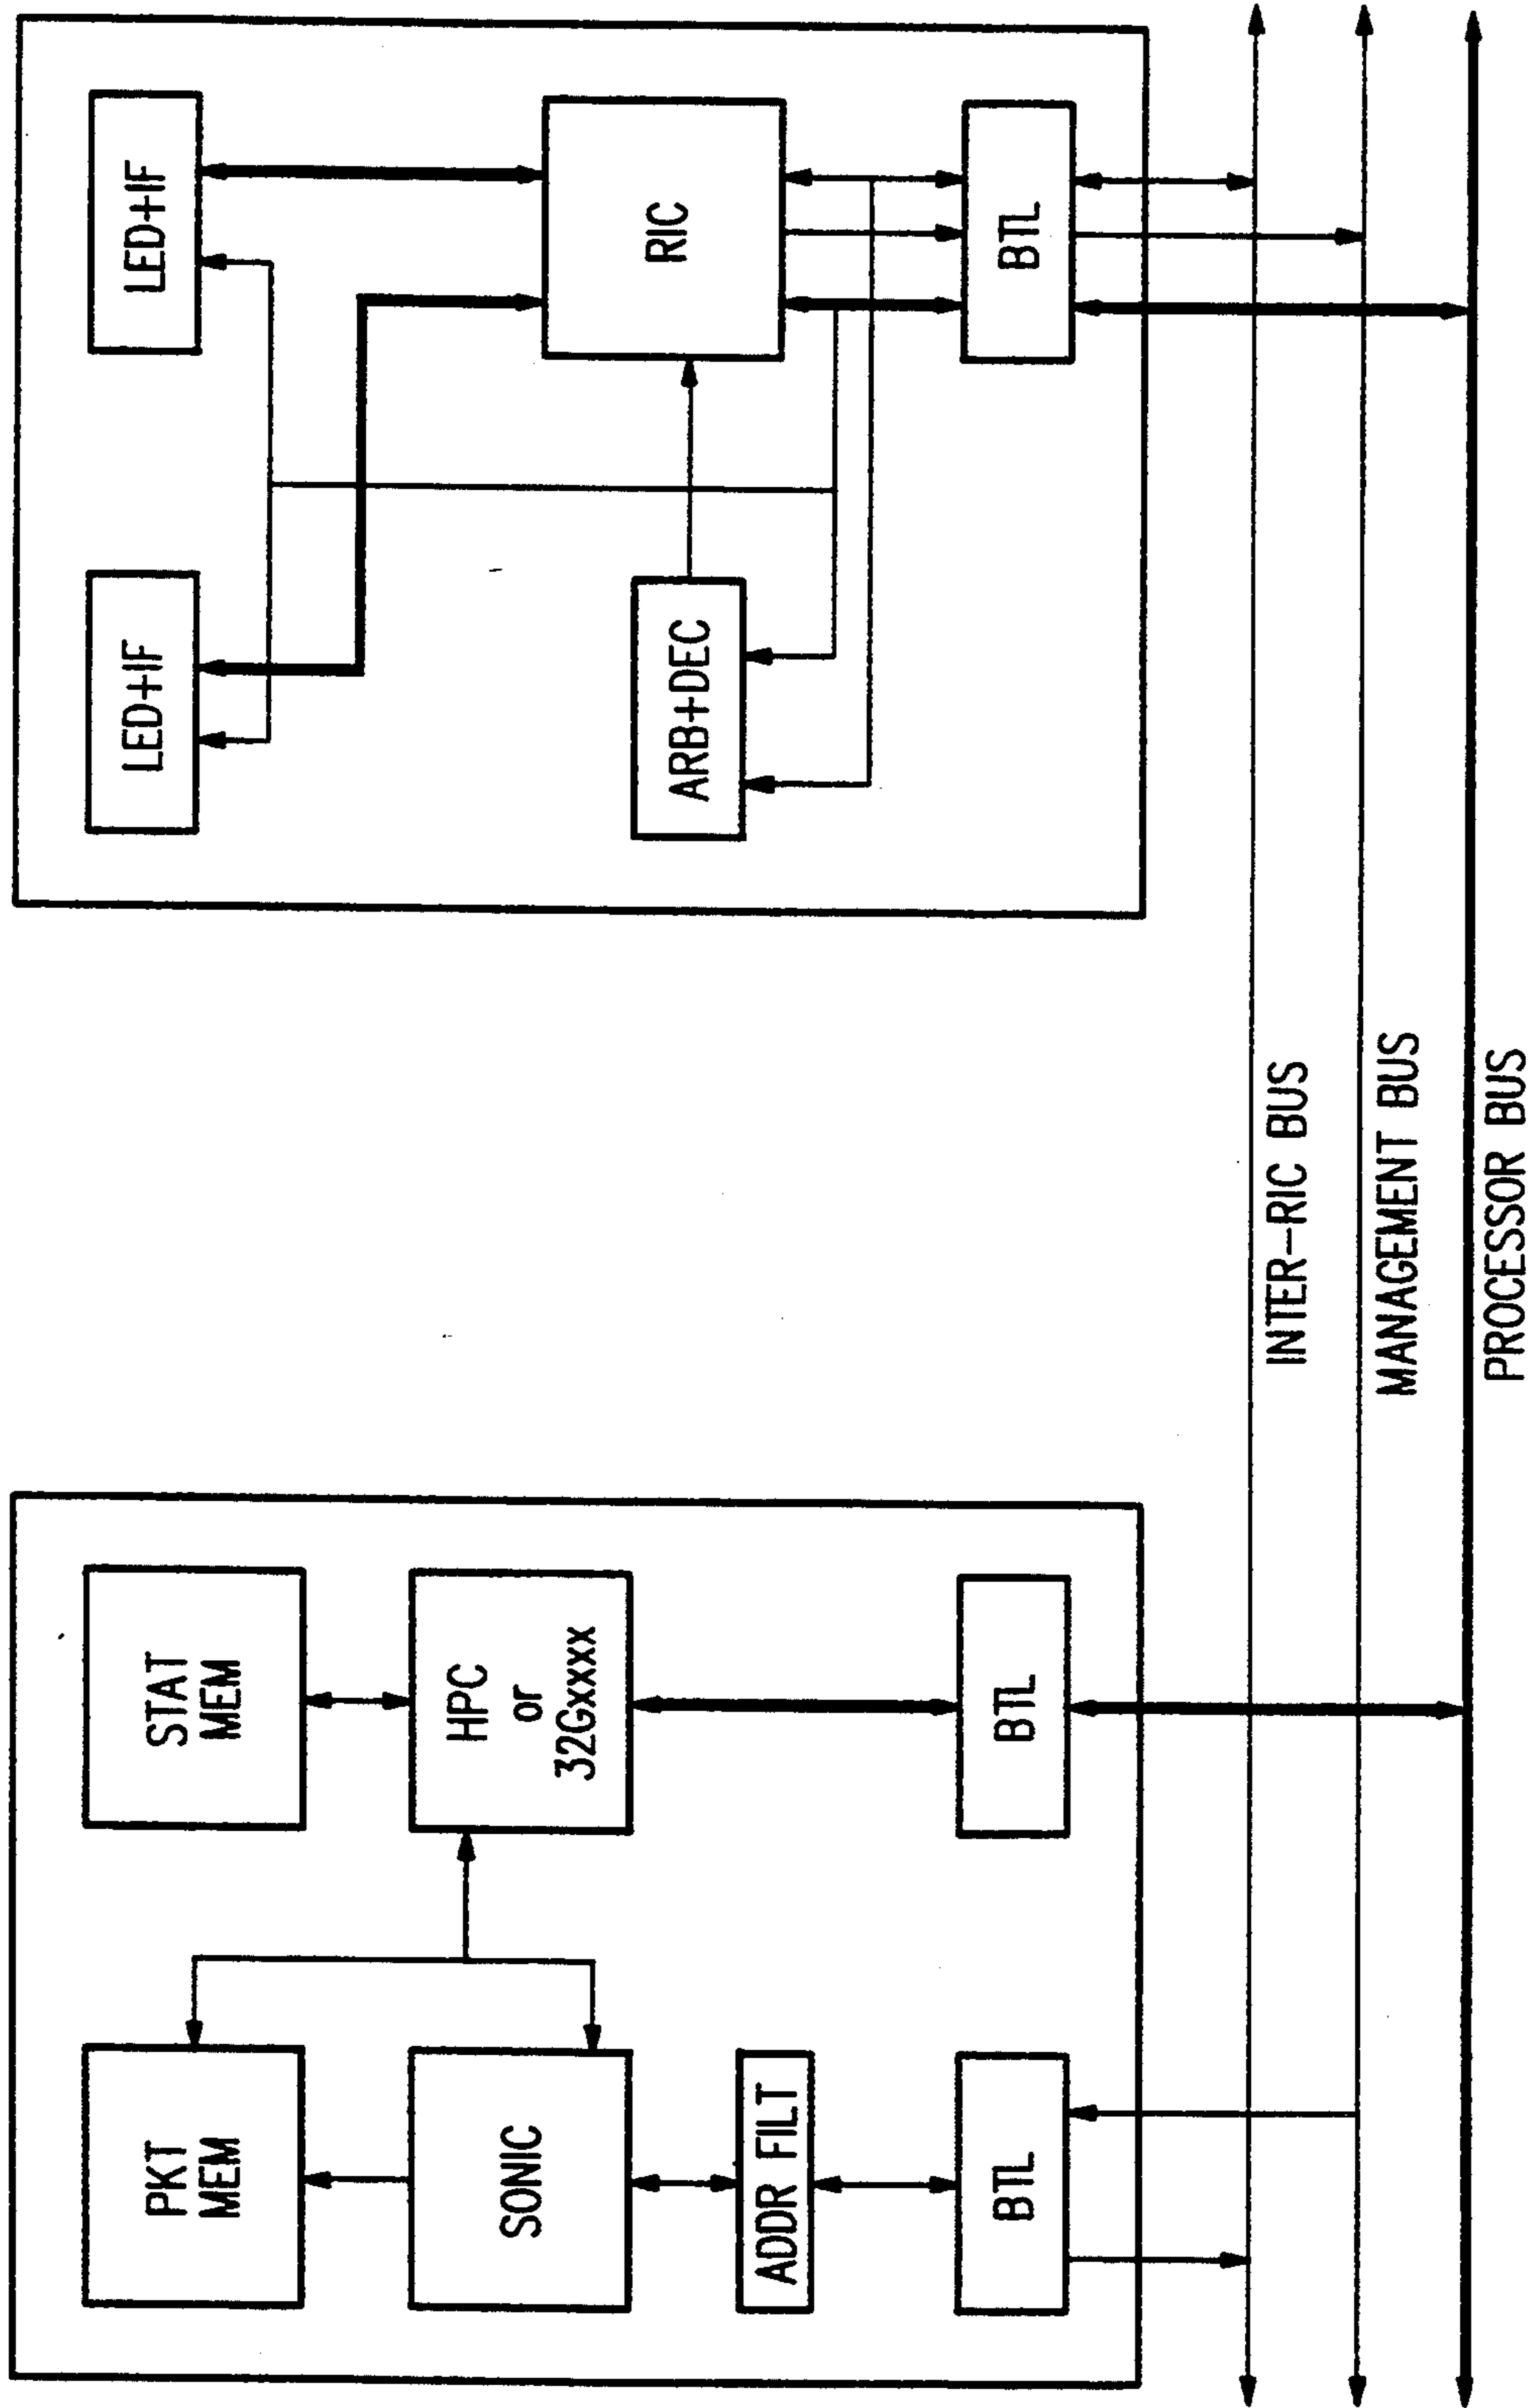 PKT
MEM
STAT
MEM
SONIC
HPC
or
32Gxxx
ADDR FILT
BTL
BTL
LED+IF
LED+IF
ARB+DEC
RIC
BTL
INTER-RIC BUS
MANAGEMENT BUS
PROCESSOR BUS